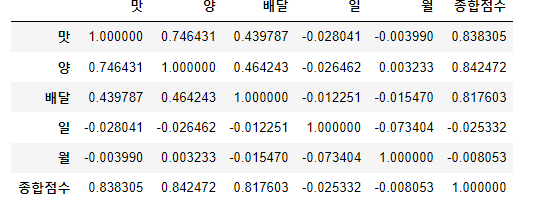 맛 양 배달 일 월 종합점수
맛 1.000000 0.746431 0.439787 -0.028041 -0.003990 0.838305
양 0.746431 1.000000 0.464243 -0.026462 0.003233 0.842472
배달 0.439787 0.464243 1.000000 -0.012251 -0.015470 0.817603
일 -0.028041 -0.026462 -0.012251 1.000000 -0.073404 -0.025332
월 -0.003990 0.003233 -0.015470 -0.073404 1.000000 -0.008053
종합점수 0.838305 0.842472 0.817603 -0.025332 -0.008053 1.000000